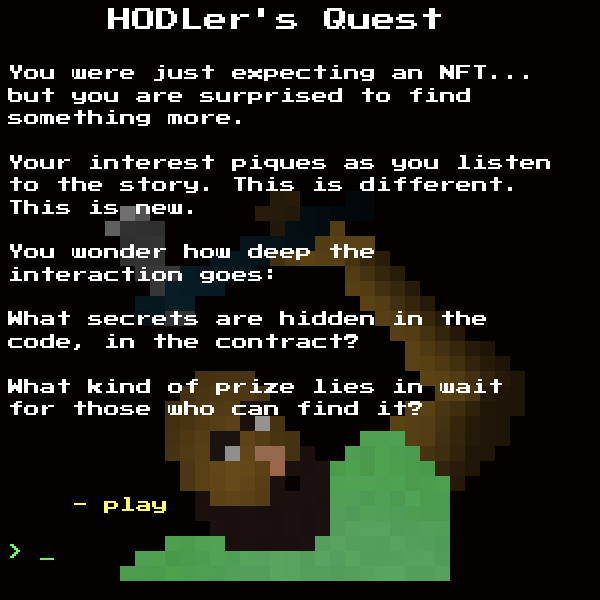 HODLer's Quest
You were just expecting an NFT...
but you are surprised to find
something more.
Your interest piques as you listen
to the story. This is different.
This is new.
You wonder how deep the
interaction goes:
What secrets are hidden in the
code, in the contract?
What kind of prize lies in wait
for those who can find it?
- play
> _